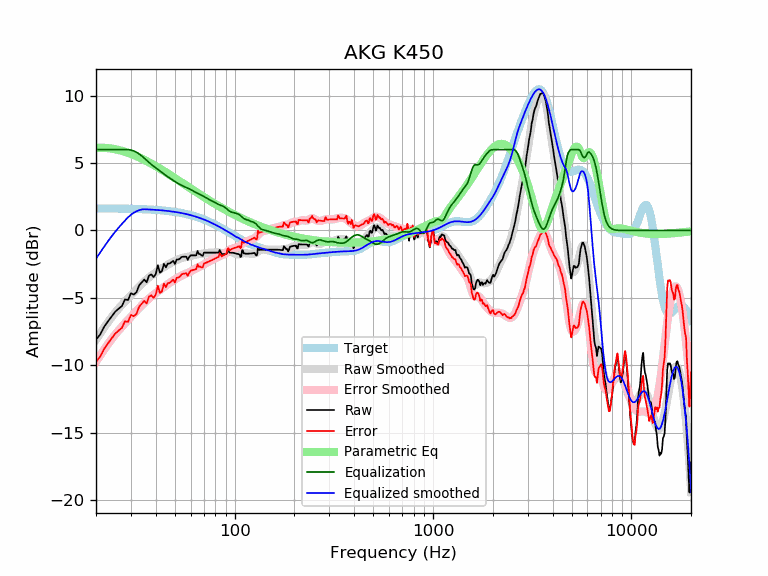 AKG K450
Amplitude (dBr)
10
5
0
−5
−10
−15
−20
Target
Raw Smoothed
Error Smoothed
Raw
Error
Parametric Eq
Equalization
Equalized smoothed
100
1000
10000
Frequency (Hz)